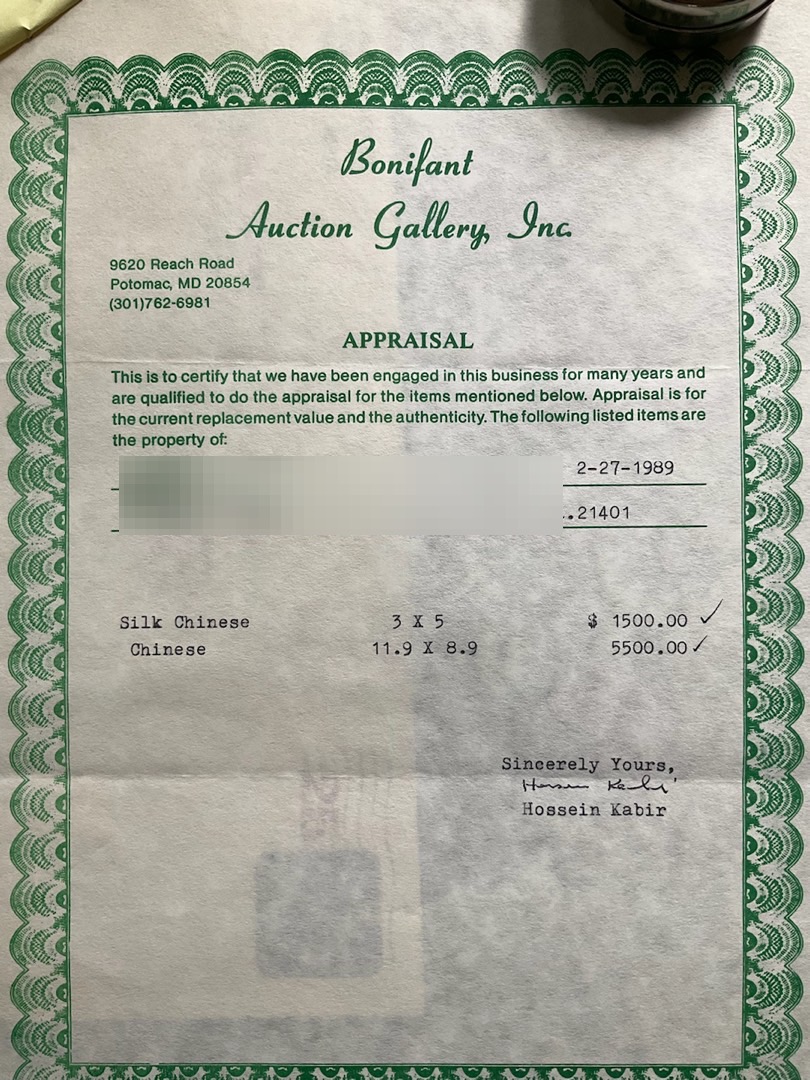 Bonifant
Auction Gallery, Inc.
9620 Reach Road
Potomac, MD 20854
(301)762-6981
APPRAISAL
This is to certify that we have been engaged in this business for many years and
are qualified to do the appraisal for the items mentioned below. Appraisal is for
the current replacement value and the authenticity. The following listed items are
the property of:
2-27-1989
.21401
Silk Chinese 3 X 5 $ 1500.00 ✓
Chinese 11.9 X 8.9 5500.00 ✓
Sincerely Yours,
Hossein Kabir